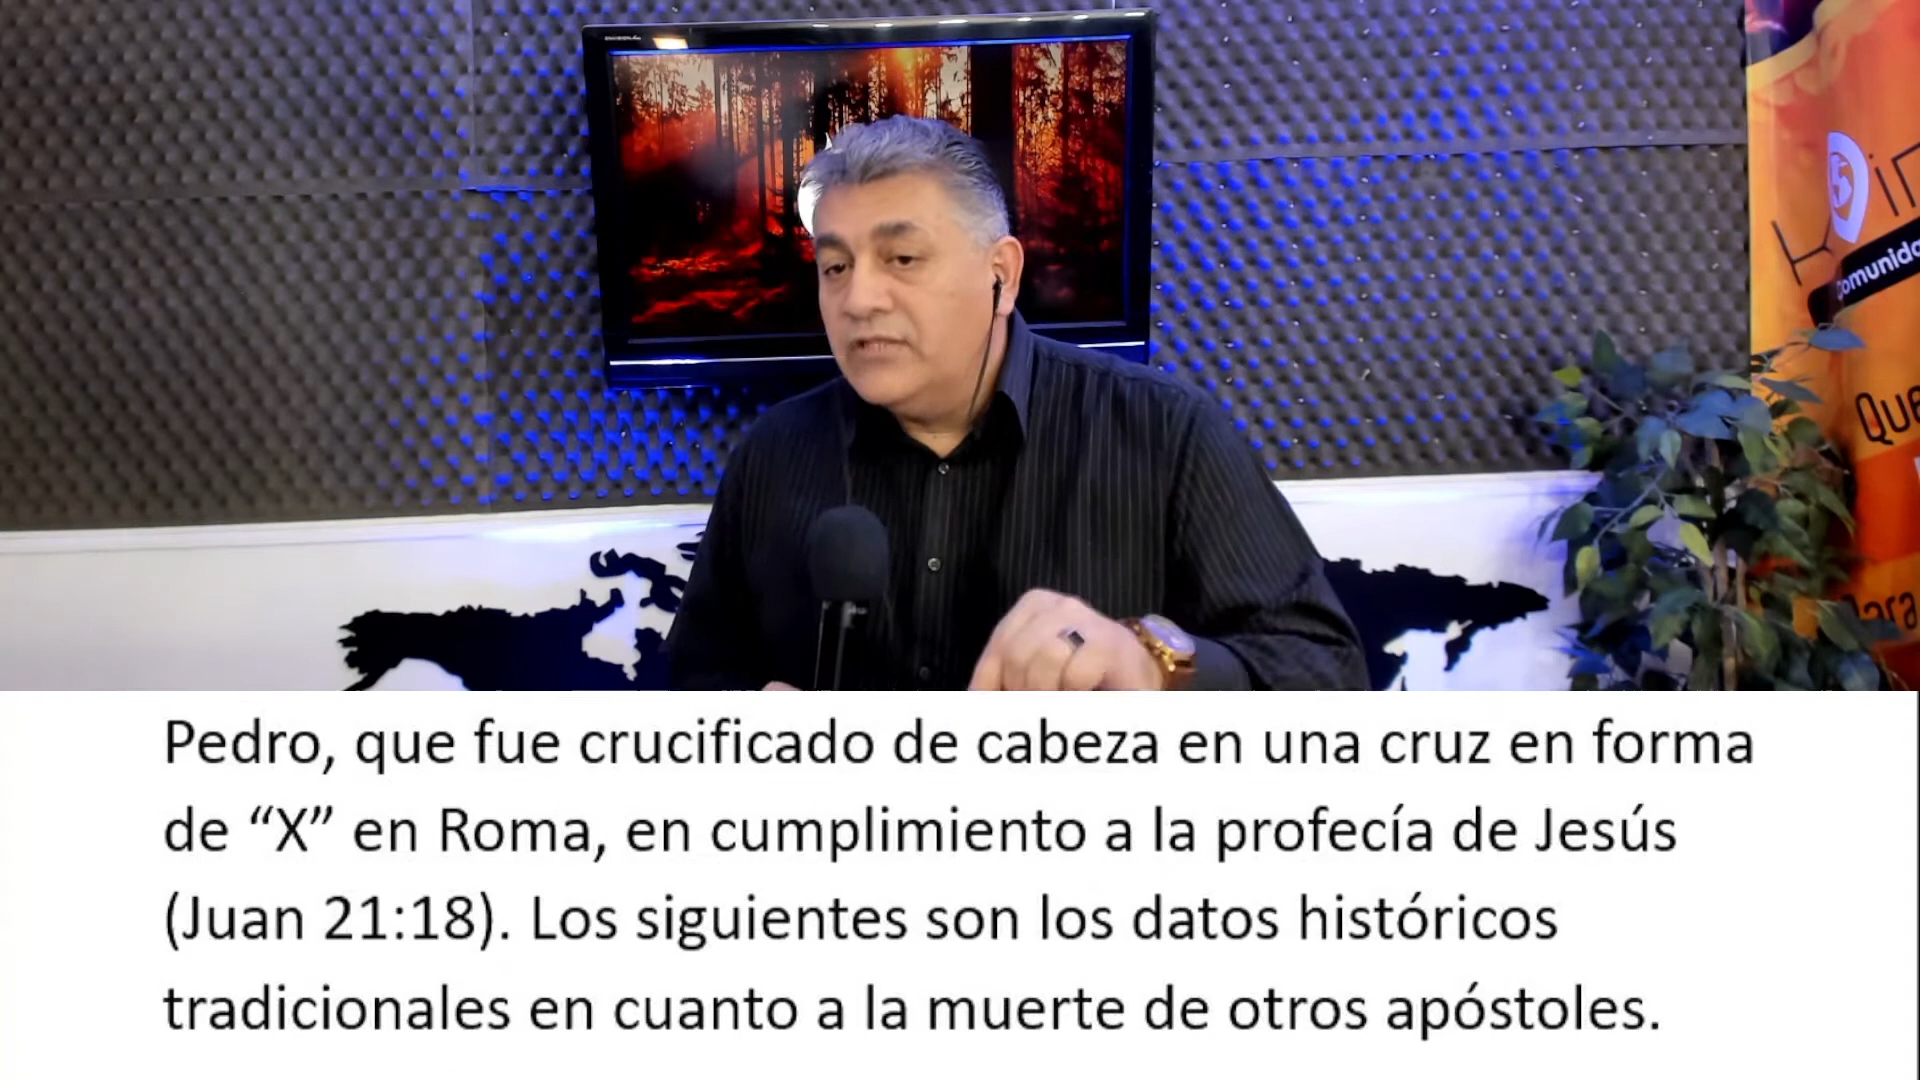 Que
Pedro, que fue crucificado de cabeza en una cruz en forma
de “X” en Roma, en cumplimiento a la profecía de Jesús
(Juan 21:18). Los siguientes son los datos históricos
tradicionales en cuanto a la muerte de otros apóstoles.